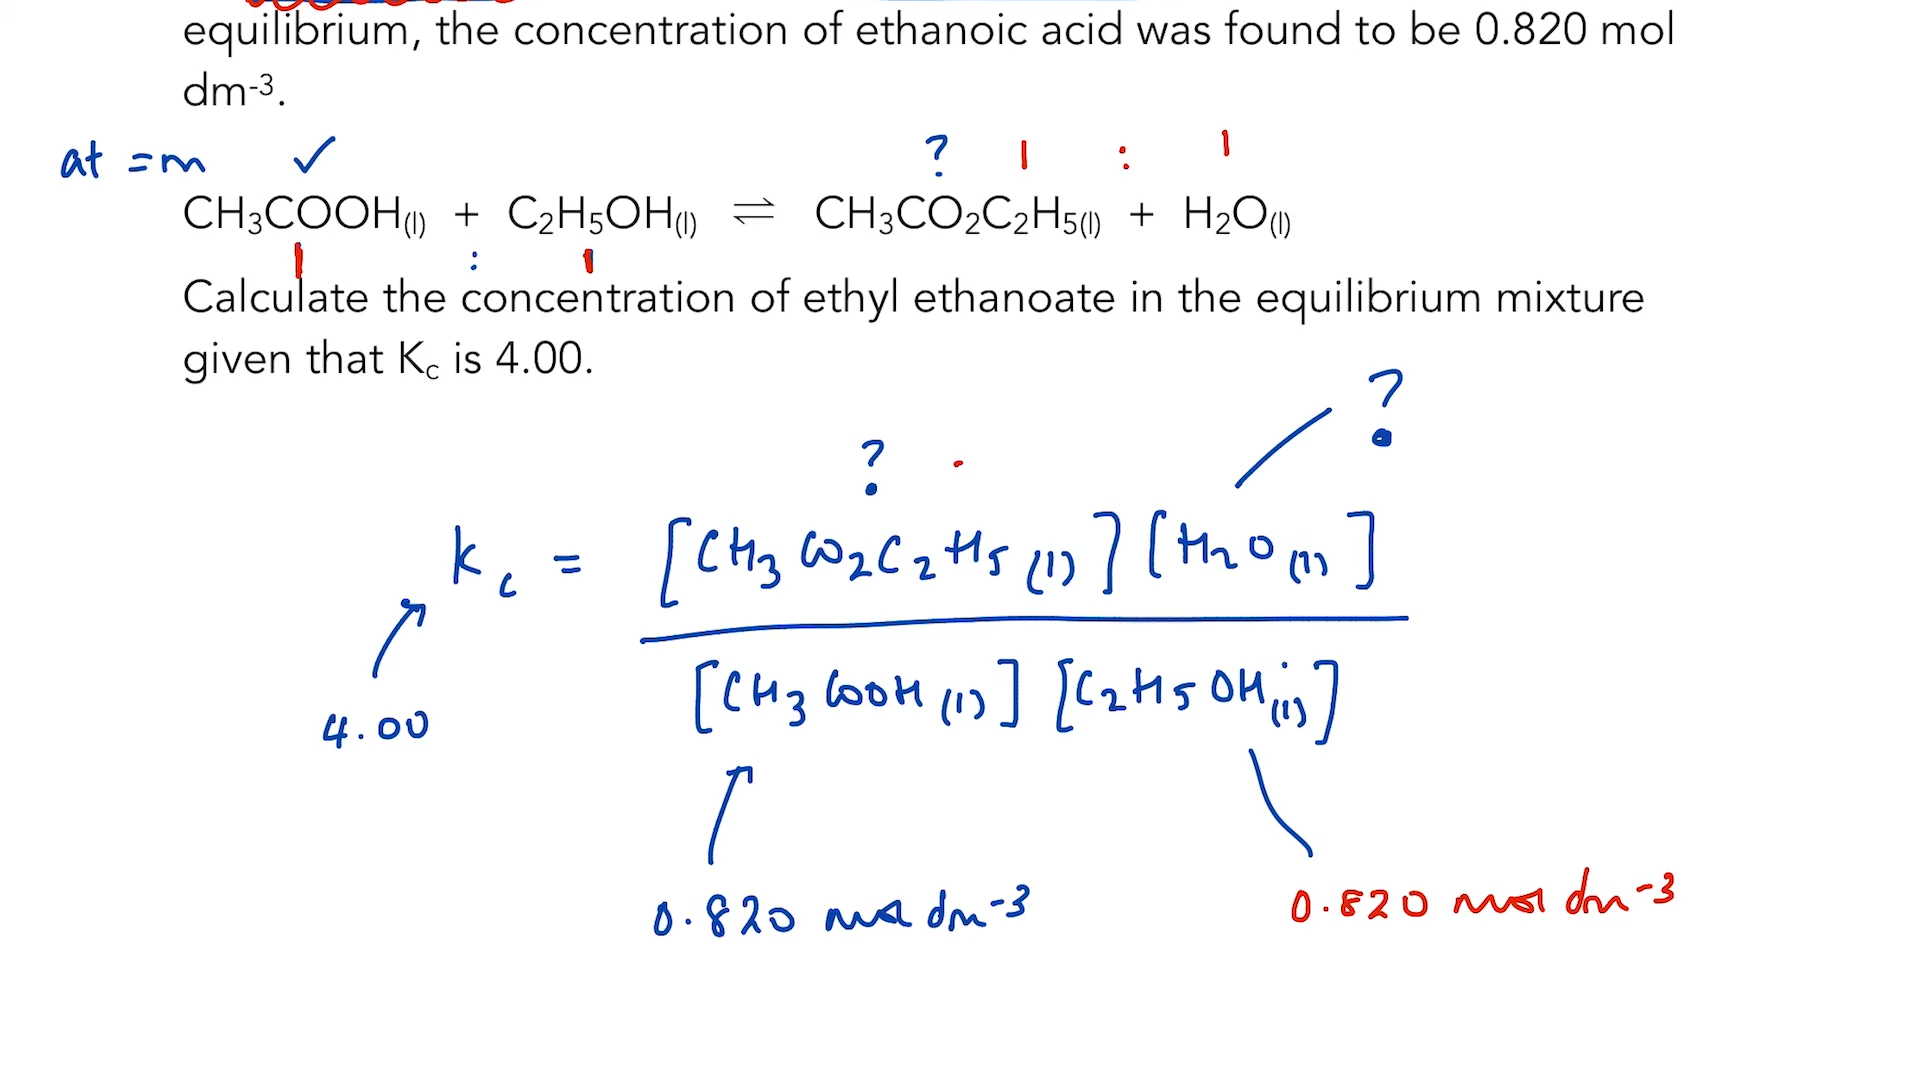 equilibrium, the concentration of ethanoic acid was found to be 0.820 mol
dm-3.
at = m ✓ ? 1 : 1
CH3COOH(l) + C2H5OH(l) ⇌ CH3CO2C2H5(l) + H2O(l)
1 : 1
Calculate the concentration of ethyl ethanoate in the equilibrium mixture
given that Kc is 4.00.
? ?
Kc = [CH3CO2C2H5(l)] [H2O(l)]
[CH3COOH(l)] [C2H5OH(l)]
4.00
0.820 mol dm-3 0.820 mol dm-3